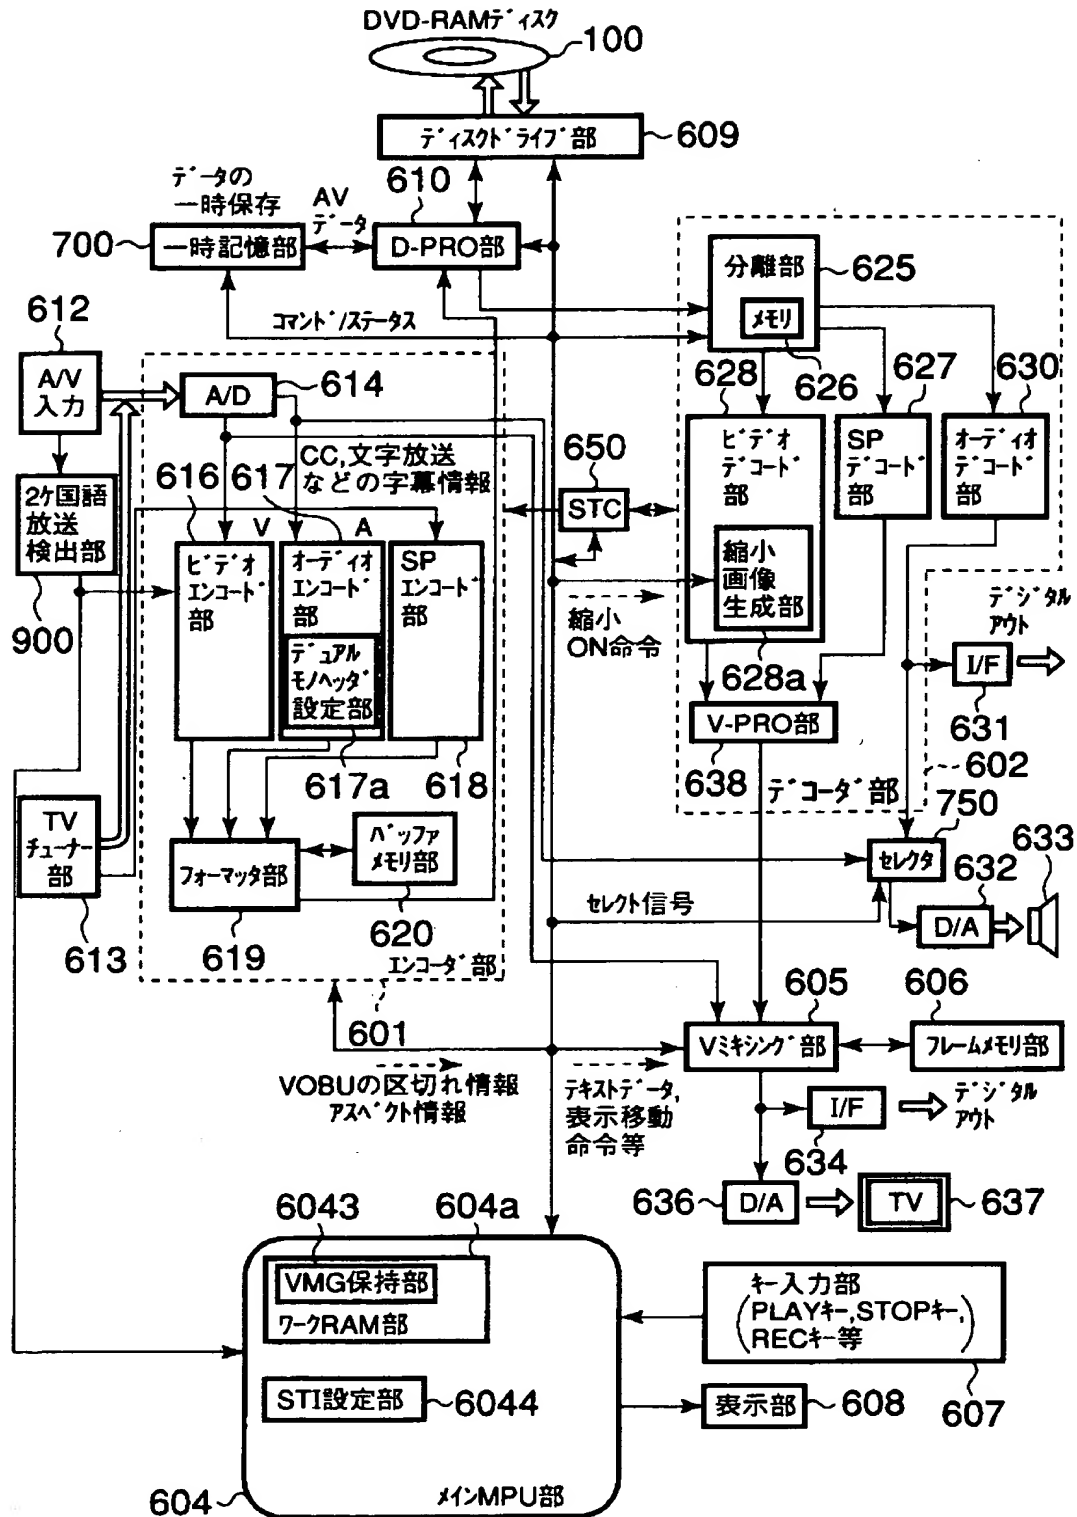 DVD-RAMディスク
100
ディスクドライブ部
609
データの
一時保存
AV
データ
610
700
一時記憶部
D-PRO部
コマンド/ステータス
分離部
625
メモリ
626
612
A/V
入力
A/D
614
628
627
630
ビデオ
デコード
部
SP
デコード
部
オーディオ
デコード
部
CC,文字放送
などの字幕情報
616
617
650
STC
2ケ国語
放送
検出部
900
V
A
ビデオ
エンコード
部
オーディオ
エンコード
部
SP
エンコード
部
デュアル
モノヘッダ
設定部
617a
618
縮小
画像
生成部
628a
縮小
ON命令
デジタル
アウト
I/F
631
V-PRO部
638
デコーダ部
602
TV
チューナー
部
613
フォーマッタ部
619
バッファ
メモリ部
620
エンコーダ部
601
750
セレクタ
セレクト信号
632
D/A
633
605
Vミキシング部
606
フレームメモリ部
VOBUの区切れ情報
アスペクト情報
テキストデータ,
表示移動
命令等
I/F
634
デジタル
アウト
636
D/A
TV
637
6043
604a
VMG保持部
ワークRAM部
STI設定部
6044
604
メインMPU部
キー入力部
(PLAYキー,STOPキー,
RECキー等)
607
表示部
608